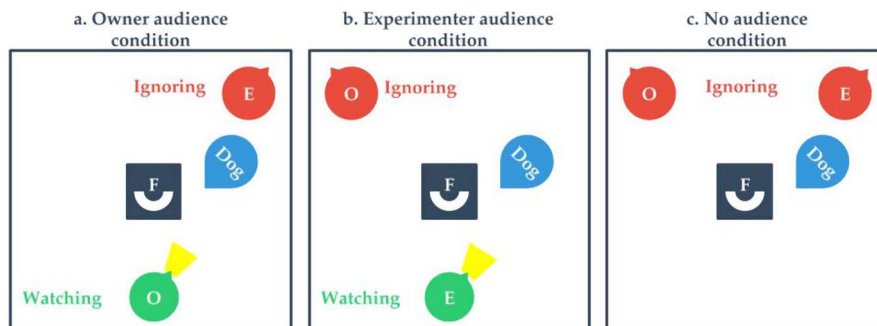 a. Owner audience
condition
Ignoring
E
Dog
F
Watching
O
b. Experimenter audience
condition
O
Ignoring
Dog
F
Watching
E
c. No audience
condition
O
Ignoring
E
Dog
F